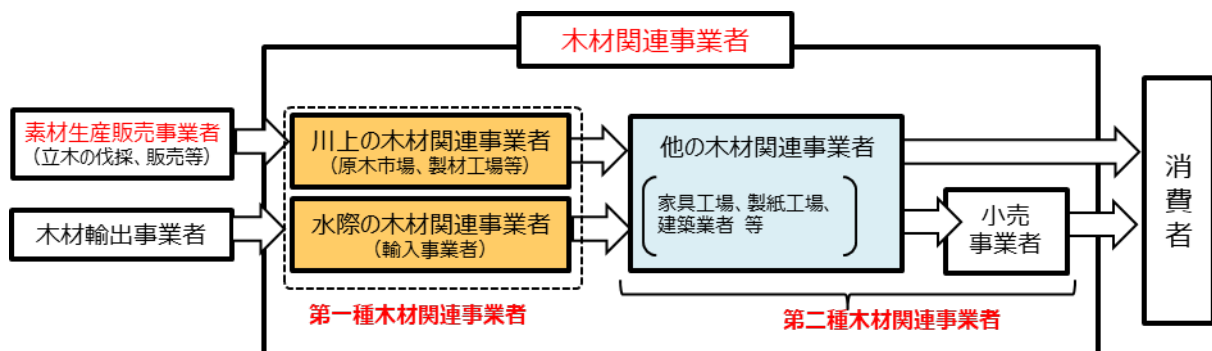 木材関連事業者
素材生産販売事業者
（立木の伐採、販売等）
川上の木材関連事業者
（原木市場、製材工場等）
他の木材関連事業者
家具工場、製紙工場、
建築業者 等
木材輸出事業者
水際の木材関連事業者
（輸入事業者）
小売
事業者
消費者
第一種木材関連事業者
第二種木材関連事業者